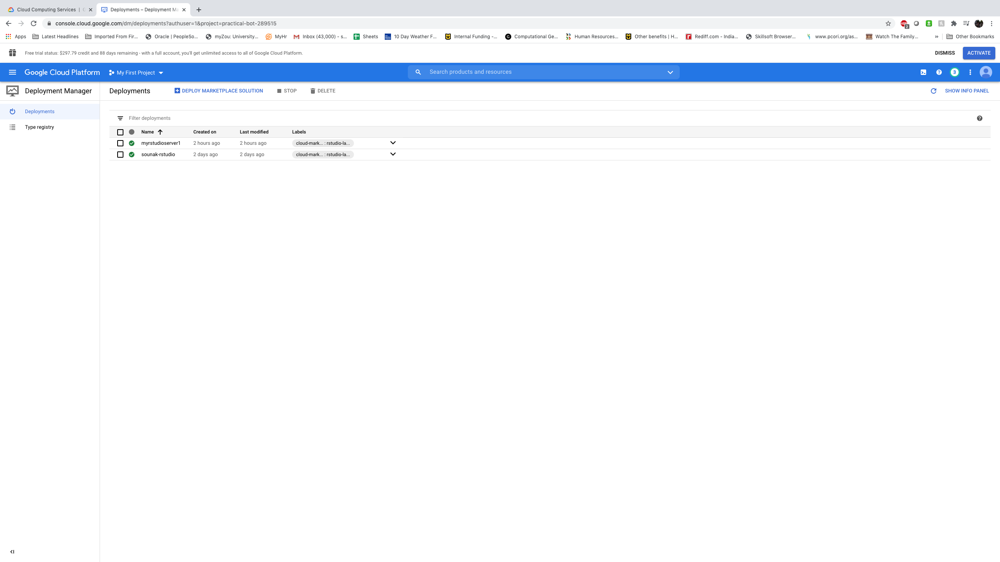 Cloud Computing Services | G
Deployments – Deployment Ma
console.cloud.google.com/dm/deployments?authuser=1&project=practical-bot-289515
ABP 2
Apps Latest Headlines Imported From Fir... Oracle | PeopleSo... myZou: University... MyHr Inbox (43,000) - s... Sheets 10 Day Weather F... Internal Funding -... Computational Ge... Human Resources... Other benefits | H... Rediff.com - India... Skillsoft Browser... www.pcori.org/as... Watch The Family... » Other Bookmarks
Free trial status: $297.79 credit and 88 days remaining - with a full account, you'll get unlimited access to all of Google Cloud Platform. DISMISS ACTIVATE
Google Cloud Platform My First Project Search products and resources 3
Deployment Manager Deployments DEPLOY MARKETPLACE SOLUTION STOP DELETE SHOW INFO PANEL
Deployments
Type registry
Filter deployments
Name Created on Last modified Labels
myrstudioserver1 2 hours ago 2 hours ago cloud-mark... : rstudio-la...
sounak-rstudio 2 days ago 2 days ago cloud-mark... : rstudio-la...